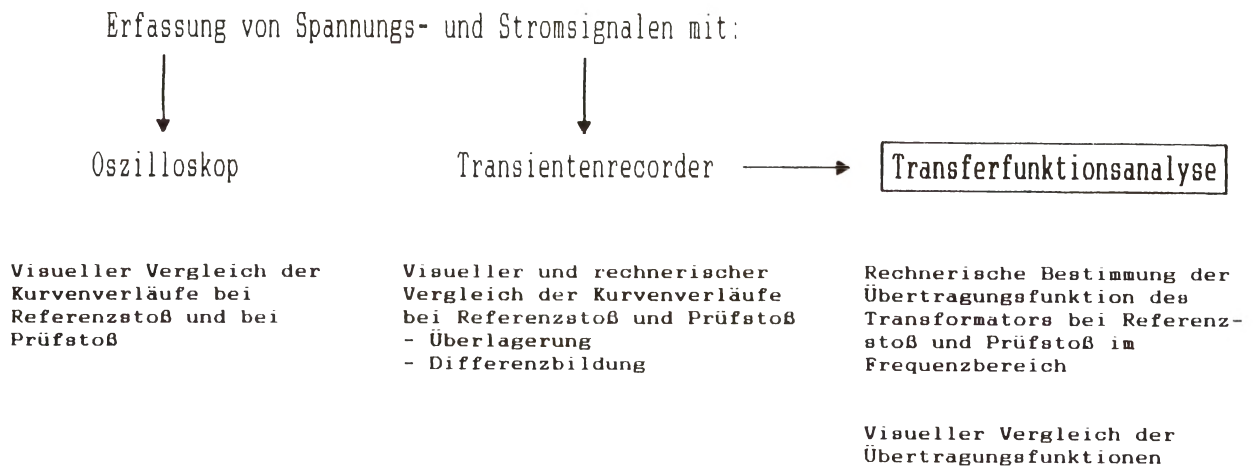 Erfassung von Spannungs- und Stromsignalen mit:
Oszilloskop
Transientenrecorder
Transferfunktionsanalyse
Visueller Vergleich der
Kurvenverläufe bei
Referenzstoß und bei
Prüfstoß
Visueller und rechnerischer
Vergleich der Kurvenverläufe
bei Referenzstoß und Prüfstoß
- Überlagerung
- Differenzbildung
Rechnerische Bestimmung der
Übertragungsfunktion des
Transformators bei Referenz-
stoß und Prüfstoß im
Frequenzbereich
Visueller Vergleich der
Übertragungsfunktionen